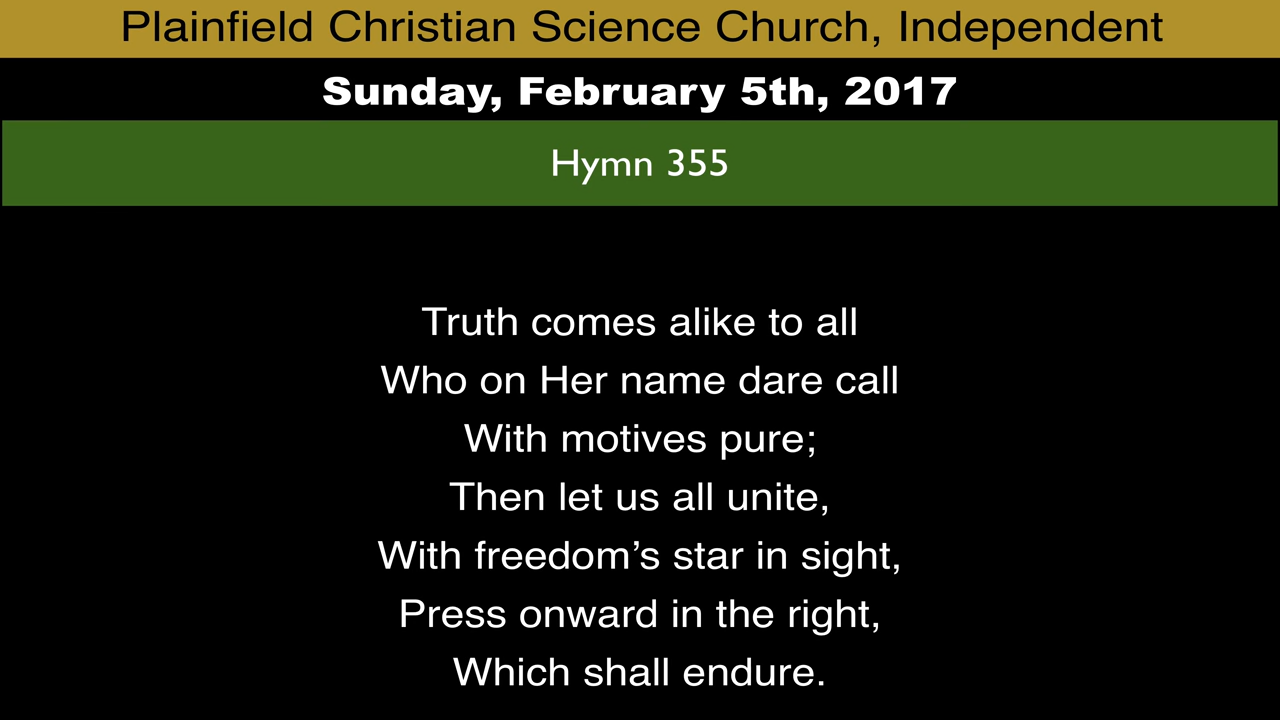 Plainfield Christian Science Church, Independent
Sunday, February 5th, 2017
Hymn 355
Truth comes alike to all
Who on Her name dare call
With motives pure;
Then let us all unite,
With freedom’s star in sight,
Press onward in the right,
Which shall endure.